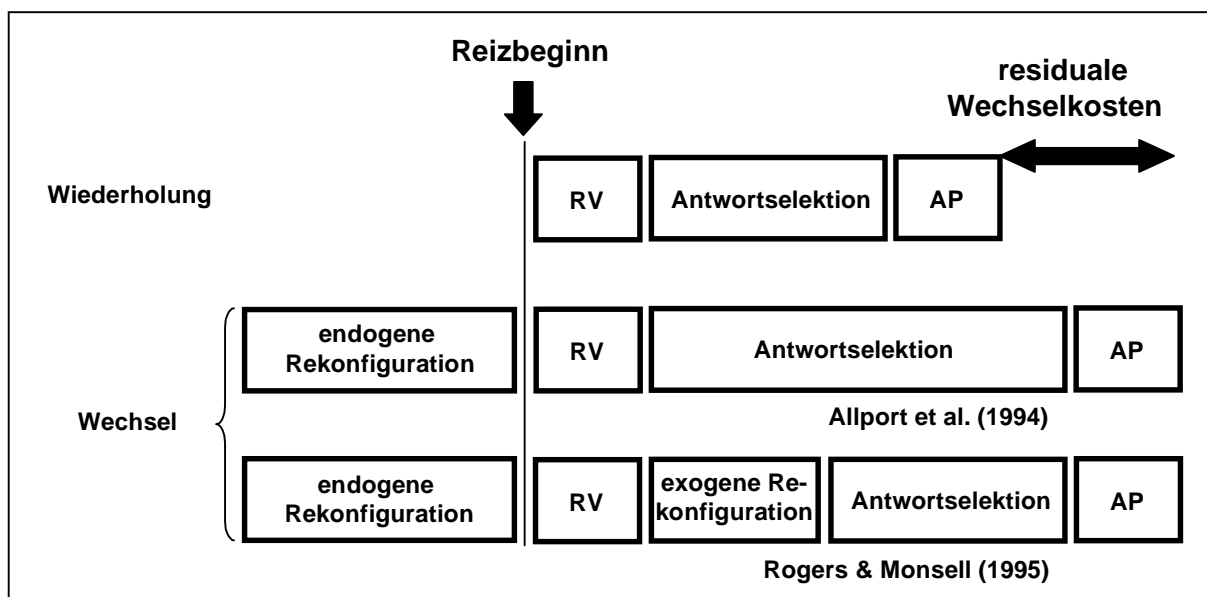 Reizbeginn
residuale
Wechselkosten
Wiederholung
RV
Antwortselektion
AP
Wechsel
endogene
Rekonfiguration
RV
Antwortselektion
AP
Allport et al. (1994)
endogene
Rekonfiguration
RV
exogene Re-
konfiguration
Antwortselektion
AP
Rogers & Monsell (1995)